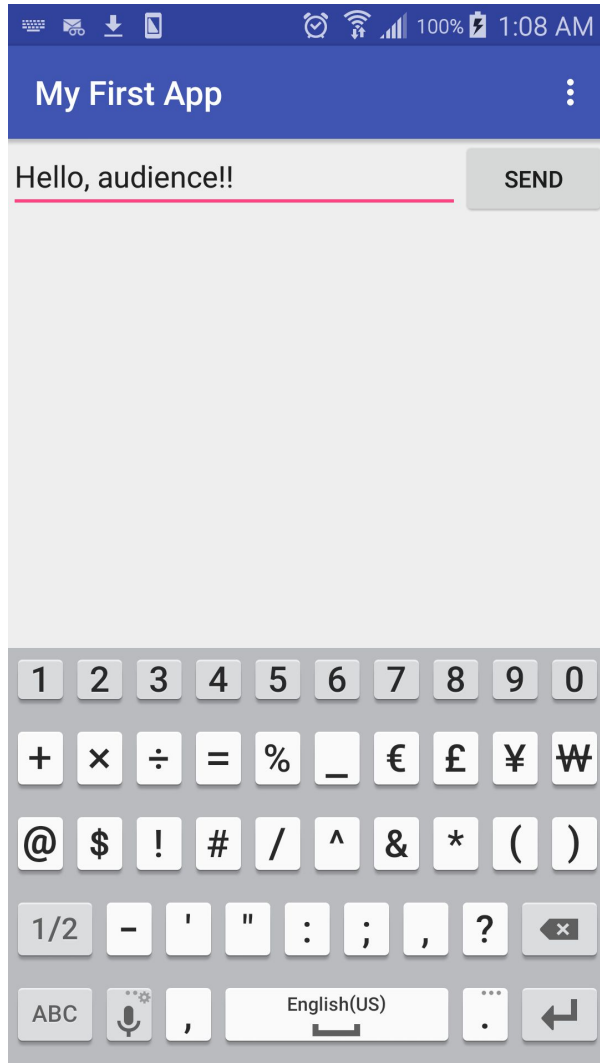 100% 1:08 AM
My First App
Hello, audience!! SEND
1 2 3 4 5 6 7 8 9 0
+ × ÷ = % _ € £ ¥ ₩
@ $ ! # / ^ & * ( )
1/2 - ' " : ; , ?
ABC , English(US) .